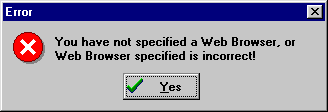 Error
You have not specified a Web Browser, or
Web Browser specified is incorrect!
Yes